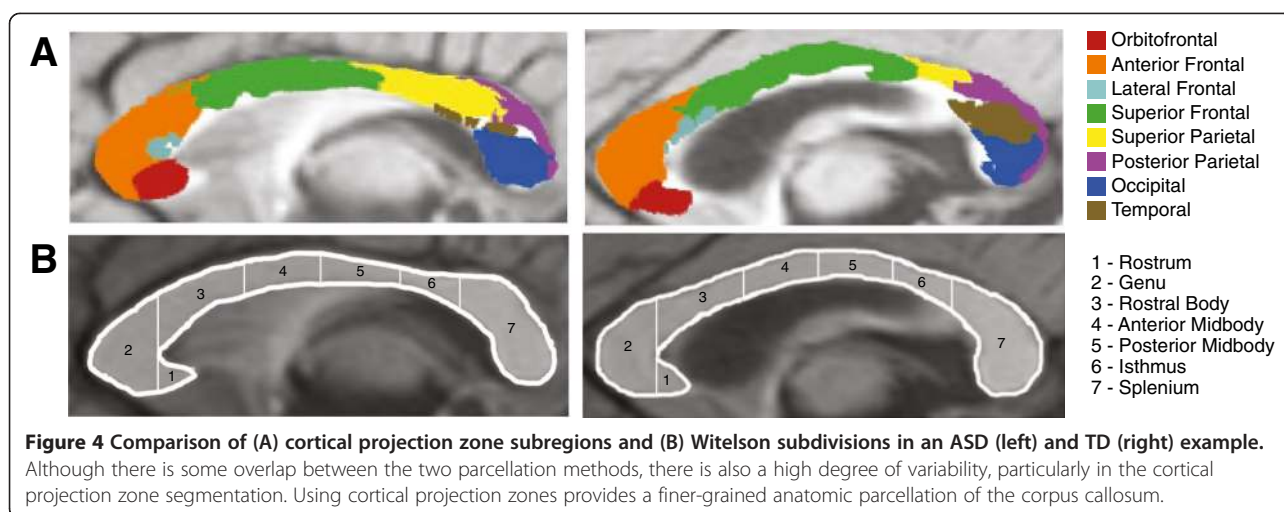 A
Orbitofrontal
Anterior Frontal
Lateral Frontal
Superior Frontal
Superior Parietal
Posterior Parietal
Occipital
Temporal
B
1
2
3
4
5
6
7
1
2
3
4
5
6
7
1 - Rostrum
2 - Genu
3 - Rostral Body
4 - Anterior Midbody
5 - Posterior Midbody
6 - Isthmus
7 - Splenium
Figure 4 Comparison of (A) cortical projection zone subregions and (B) Witelson subdivisions in an ASD (left) and TD (right) example.
Although there is some overlap between the two parcellation methods, there is also a high degree of variability, particularly in the cortical
projection zone segmentation. Using cortical projection zones provides a finer-grained anatomic parcellation of the corpus callosum.